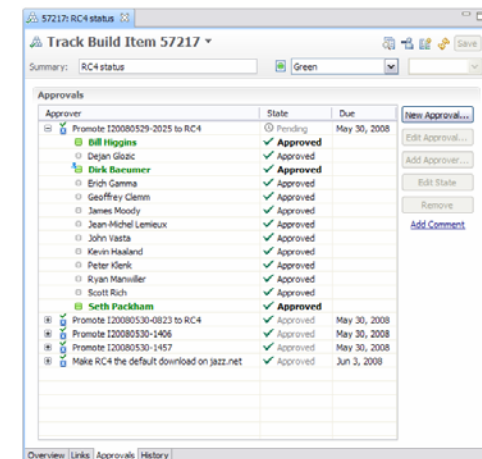 57217: RC4 status
Track Build Item 57217
Save
Summary: RC4 status Green
Approvals
Approver State Due
New Approval...
Promote I20080529-2025 to RC4 Pending May 30, 2008
Bill Higgins Approved
Edit Approval...
Dejan Glozic Approved
Add Approver...
Dirk Baeumer Approved
Erich Gamma Approved
Edit State
Geoffrey Clemm Approved
James Moody Approved
Remove
Jean-Michel Lemieux Approved
Add Comment
John Vasta Approved
Kevin Haaland Approved
Peter Klenk Approved
Ryan Manwiller Approved
Scott Rich Approved
Seth Packham Approved
Promote I20080530-0823 to RC4 Approved May 30, 2008
Promote I20080530-1406 Approved May 30, 2008
Promote I20080530-1457 Approved May 30, 2008
Make RC4 the default download on jazz.net Approved Jun 3, 2008
Overview Links Approvals History